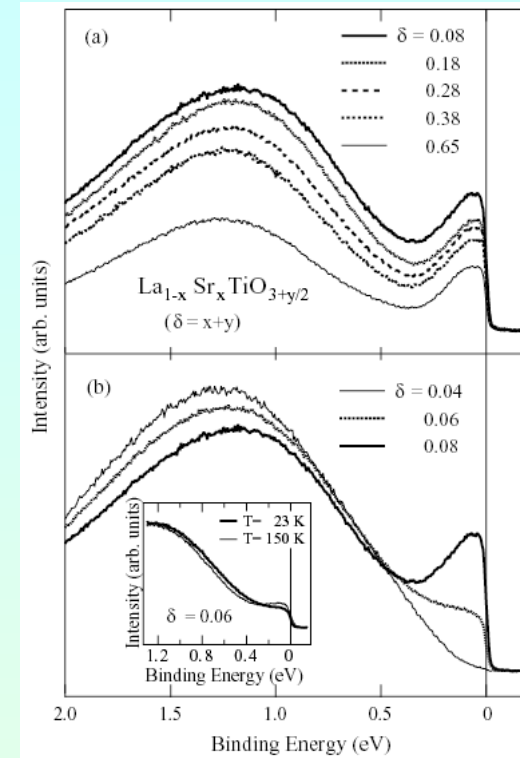 (a)
δ = 0.08
0.18
0.28
0.38
0.65
La1-x SrxTiO3+y/2
(δ = x+y)
Intensity (arb. units)
(b)
δ = 0.04
0.06
0.08
Intensity (arb. units)
T= 23 K
T= 150 K
δ = 0.06
1.2 0.8 0.4 0
Binding Energy (eV)
2.0 1.5 1.0 0.5 0
Binding Energy (eV)